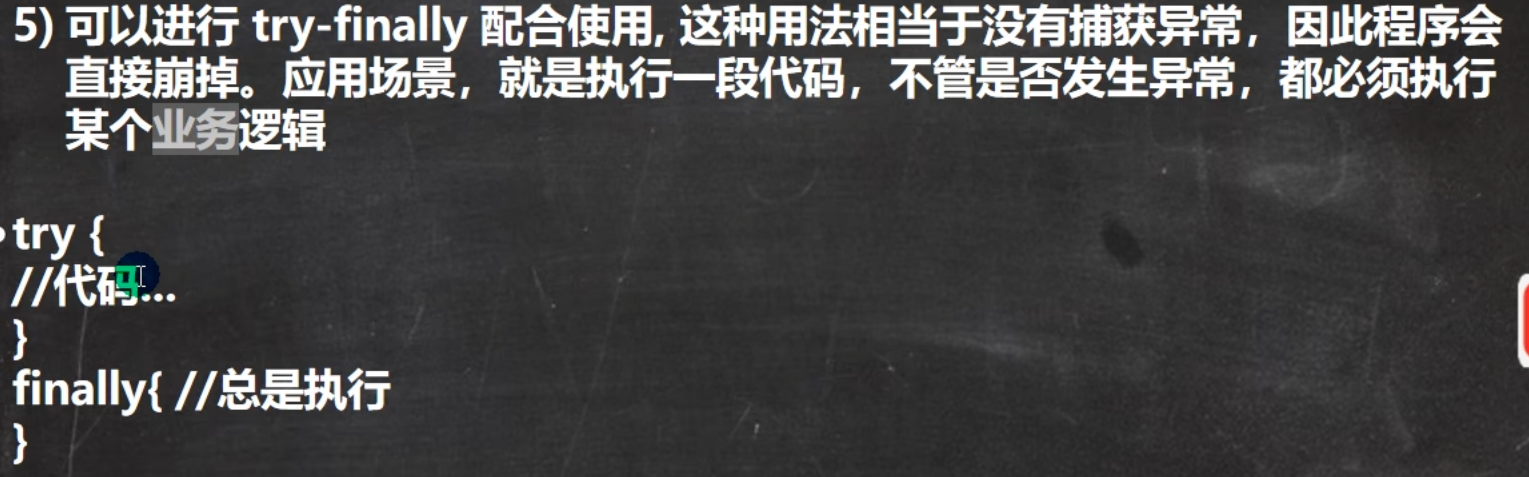 5) 可以进行 try-finally 配合使用, 这种用法相当于没有捕获异常，因此程序会
直接崩掉。应用场景，就是执行一段代码，不管是否发生异常，都必须执行
某个业务逻辑
try {
//代码...
}
finally{ //总是执行
}